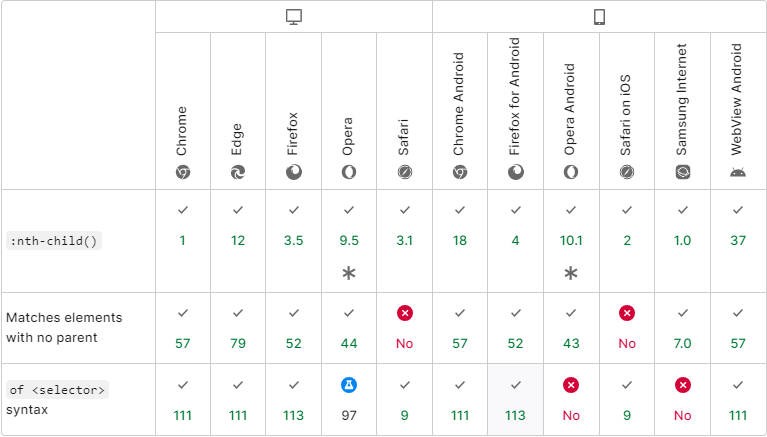 Chrome
Edge
Firefox
Opera
Safari
Chrome Android
Firefox for Android
Opera Android
Safari on iOS
Samsung Internet
WebView Android
:nth-child()
1 12 3.5 9.5 3.1 18 4 10.1 2 1.0 37
* *
Matches elements
with no parent
57 79 52 44 No 57 52 43 No 7.0 57
of <selector>
syntax
111 111 113 97 9 111 113 No 9 No 111